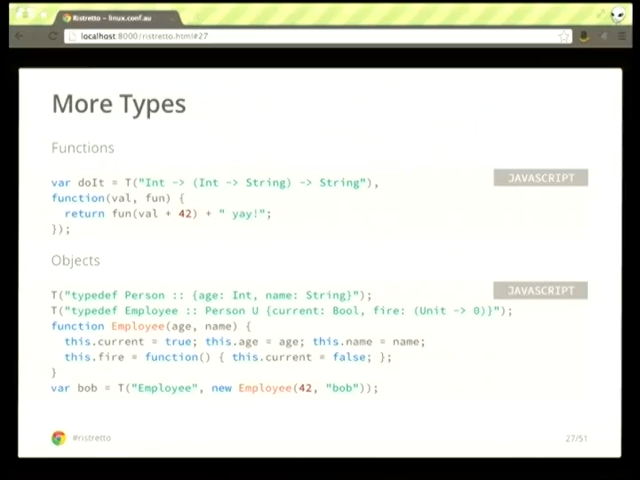 Ristretto – linux.conf.au
localhost:8000/ristretto.html#27
More Types
Functions
JAVASCRIPT
var doIt = T("Int -> (Int -> String) -> String"),
function(val, fun) {
return fun(val + 42) + " yay!";
});
Objects
JAVASCRIPT
T("typedef Person :: {age: Int, name: String}");
T("typedef Employee :: Person U {current: Bool, fire: (Unit -> 0)}");
function Employee(age, name) {
this.current = true; this.age = age; this.name = name;
this.fire = function() { this.current = false; };
}
var bob = T("Employee", new Employee(42, "bob"));
#ristretto
27/51